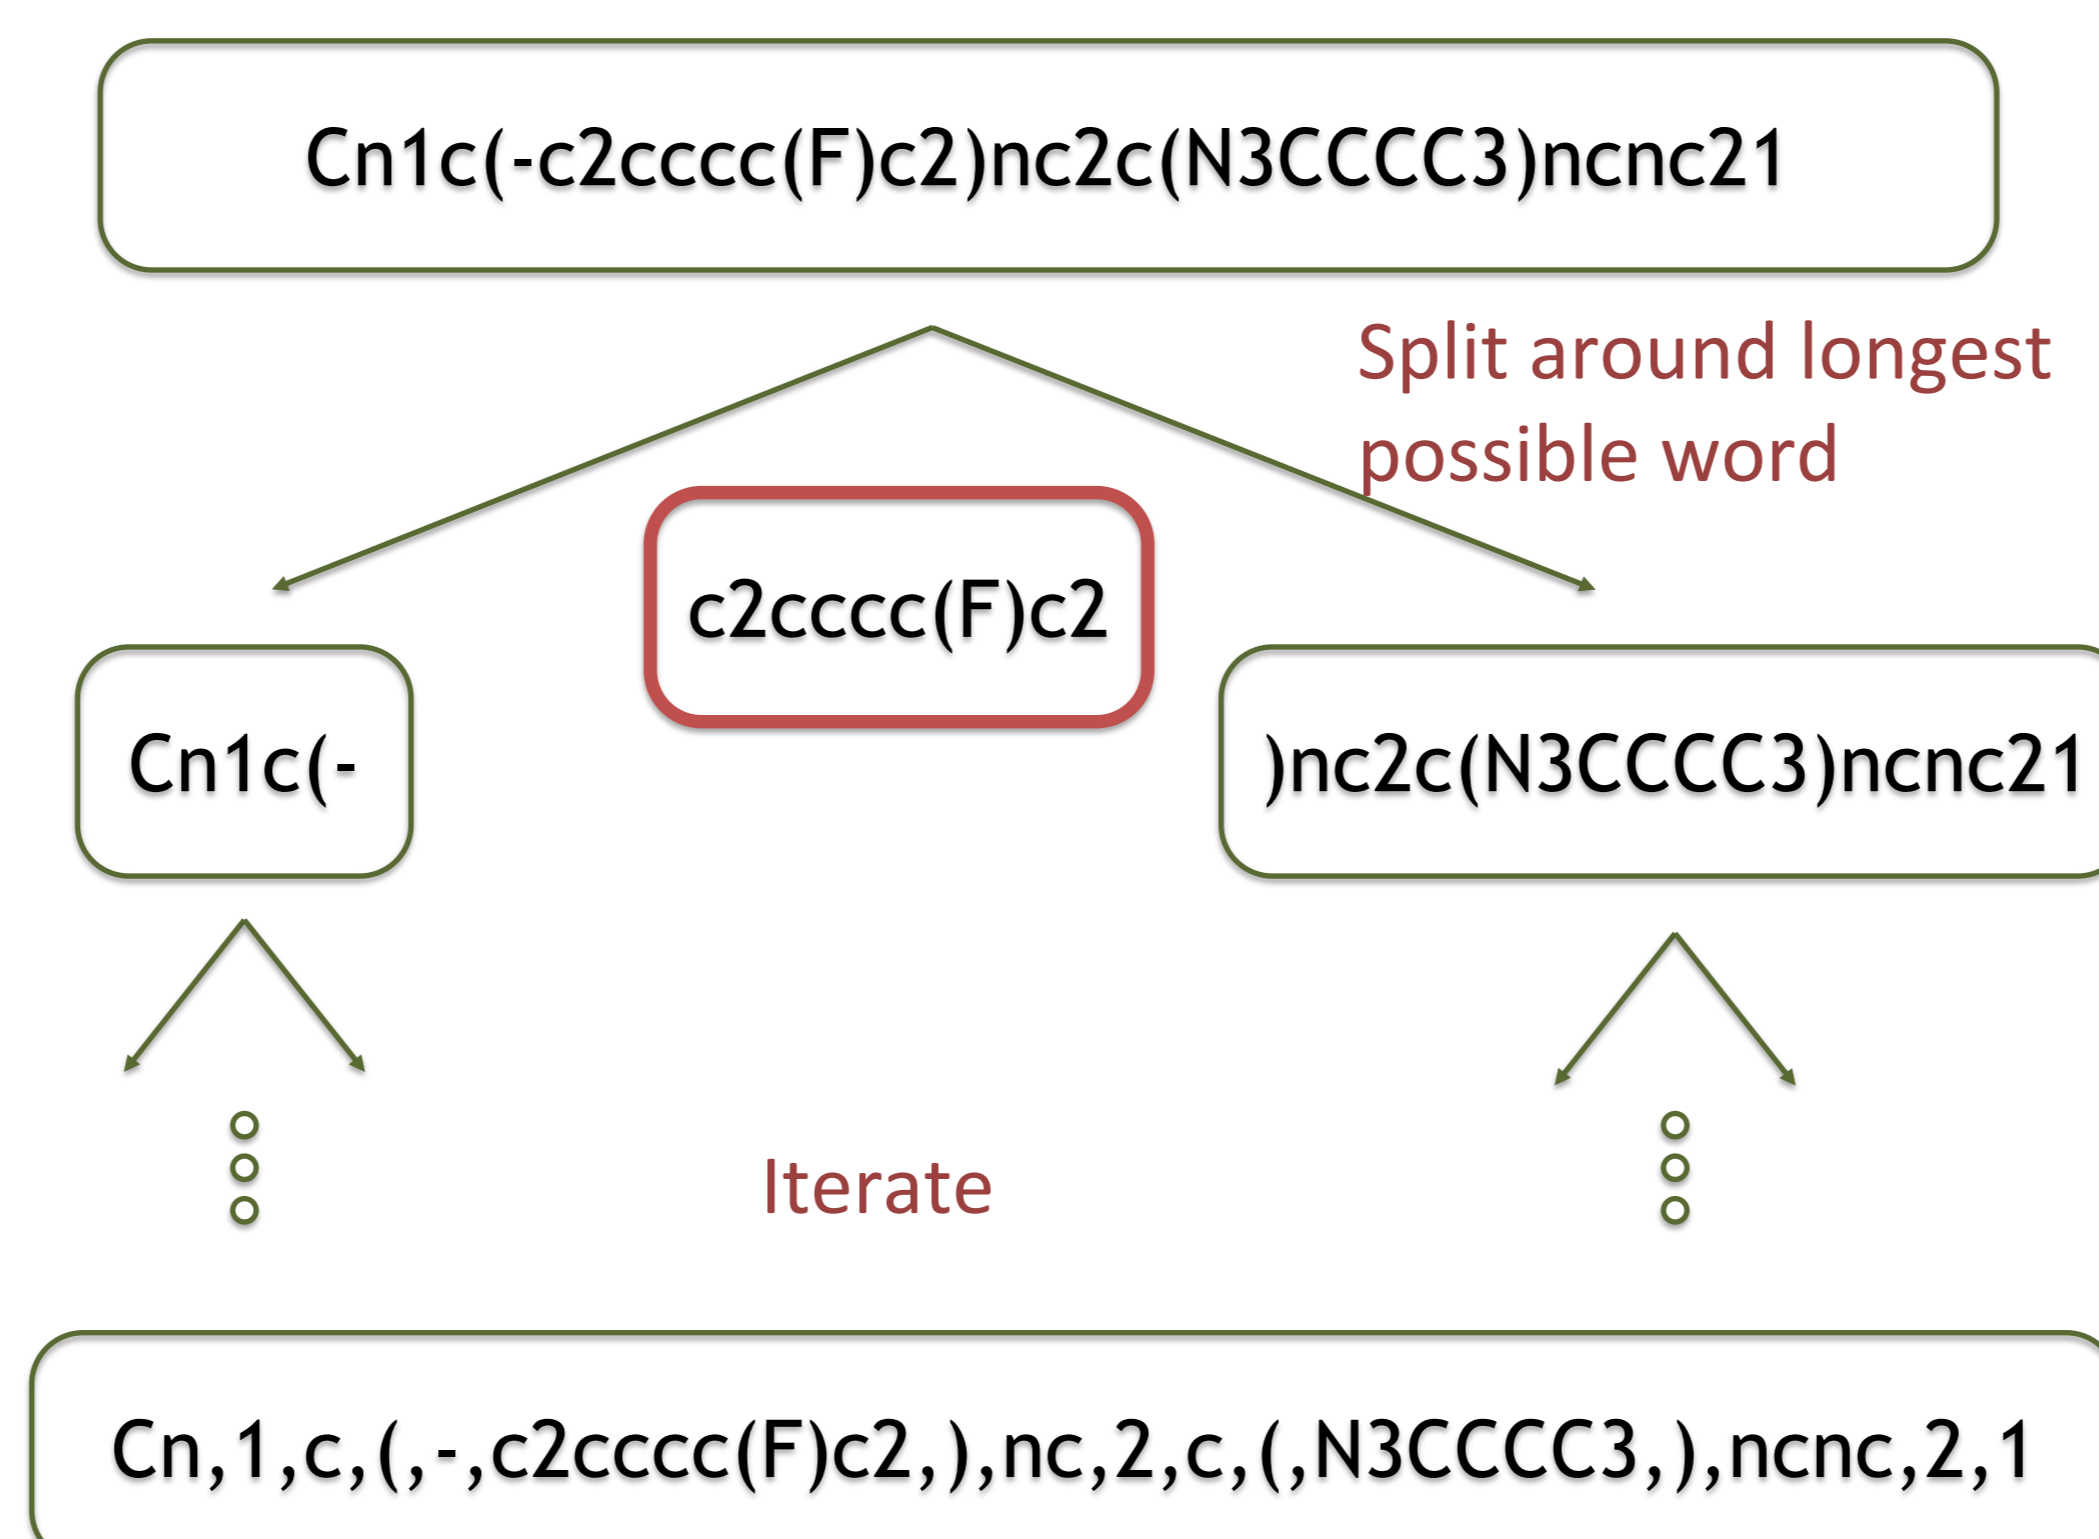 Cn1c(-c2cccc(F)c2)nc2c(N3CCCC3)ncnc21
Split around longest
possible word
c2cccc(F)c2
Cn1c(-
)nc2c(N3CCCC3)ncnc21
Iterate
Cn,1,c,(,-,c2cccc(F)c2,),nc,2,c,(,N3CCCC3,),ncnc,2,1